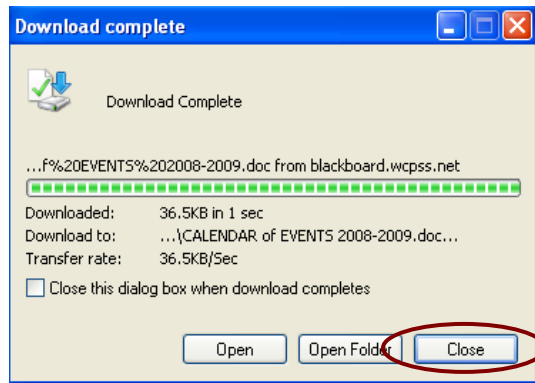 Download complete
Download Complete
...f%20EVENTS%202008-2009.doc from blackboard.wcpss.net
Downloaded: 36.5KB in 1 sec
Download to: ...\CALENDAR of EVENTS 2008-2009.doc...
Transfer rate: 36.5KB/Sec
Close this dialog box when download completes
Open Open Folder Close